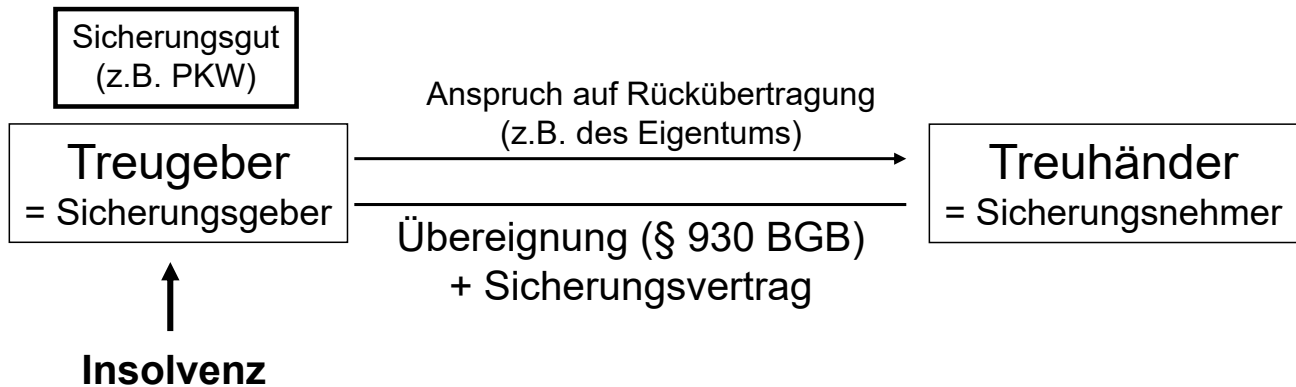 Sicherungsgut
(z.B. PKW)
Anspruch auf Rückübertragung
(z.B. des Eigentums)
Treugeber
= Sicherungsgeber
Treuhänder
= Sicherungsnehmer
Übereignung (§ 930 BGB)
+ Sicherungsvertrag
Insolvenz